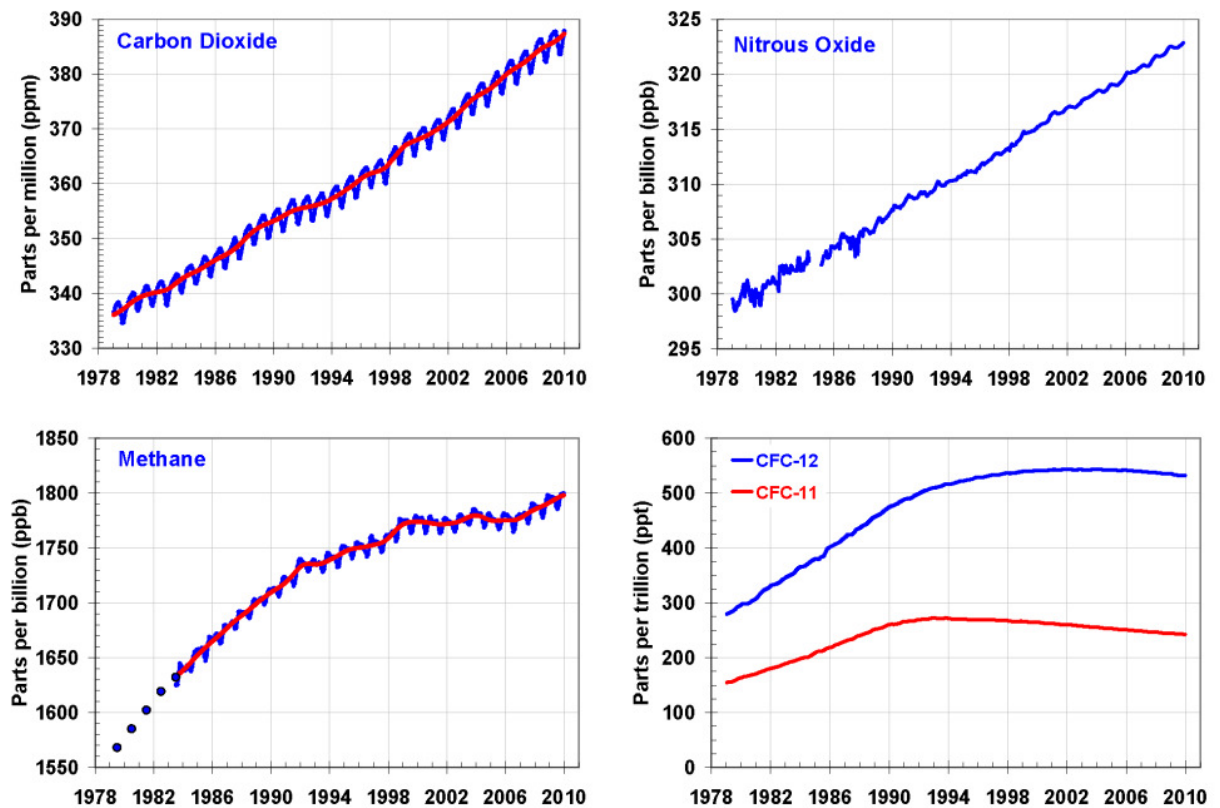 Carbon Dioxide
Parts per million (ppm)
390
380
370
360
350
340
330
1978 1982 1986 1990 1994 1998 2002 2006 2010
Nitrous Oxide
Parts per billion (ppb)
325
320
315
310
305
300
295
1978 1982 1986 1990 1994 1998 2002 2006 2010
Methane
Parts per billion (ppb)
1850
1800
1750
1700
1650
1600
1550
1978 1982 1986 1990 1994 1998 2002 2006 2010
CFC-12
CFC-11
Parts per trillion (ppt)
600
500
400
300
200
100
0
1978 1982 1986 1990 1994 1998 2002 2006 2010